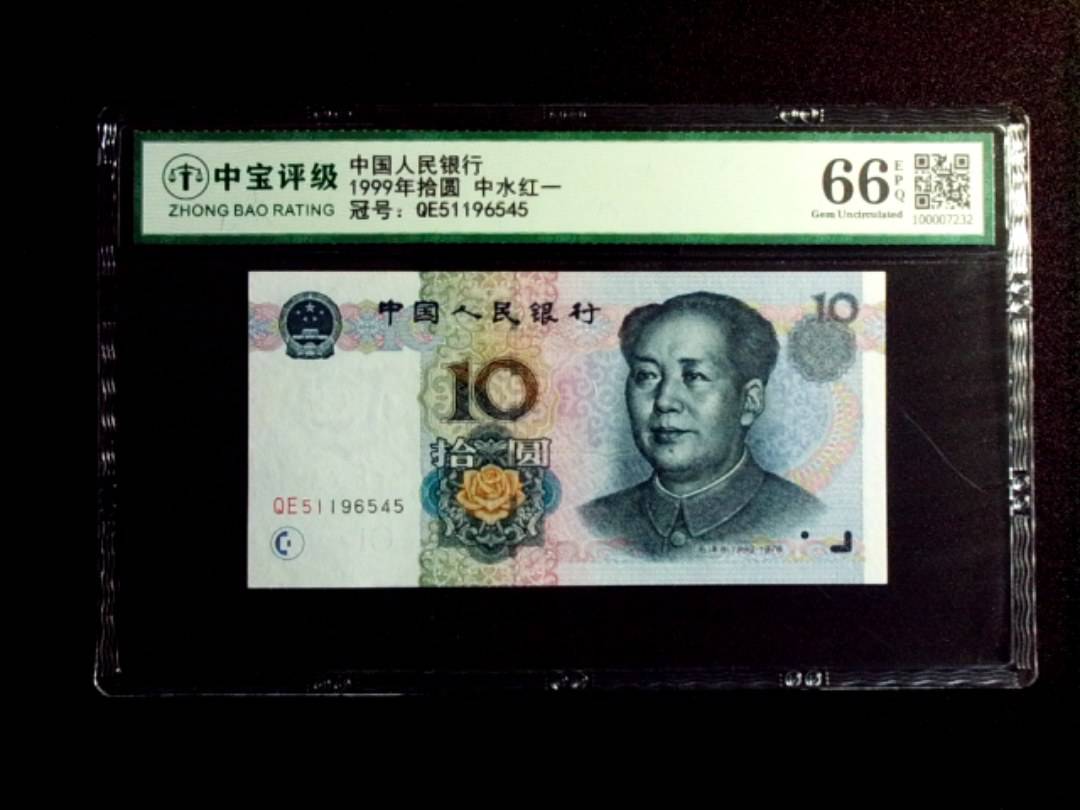 中宝评级
ZHONG BAO RATING
中国人民银行
1999年拾圆 中水红一
冠号：QE51196545
66 EPQ
Gem Uncirculated
100007232
中国人民银行
10
10
拾圆
QE51196545
10